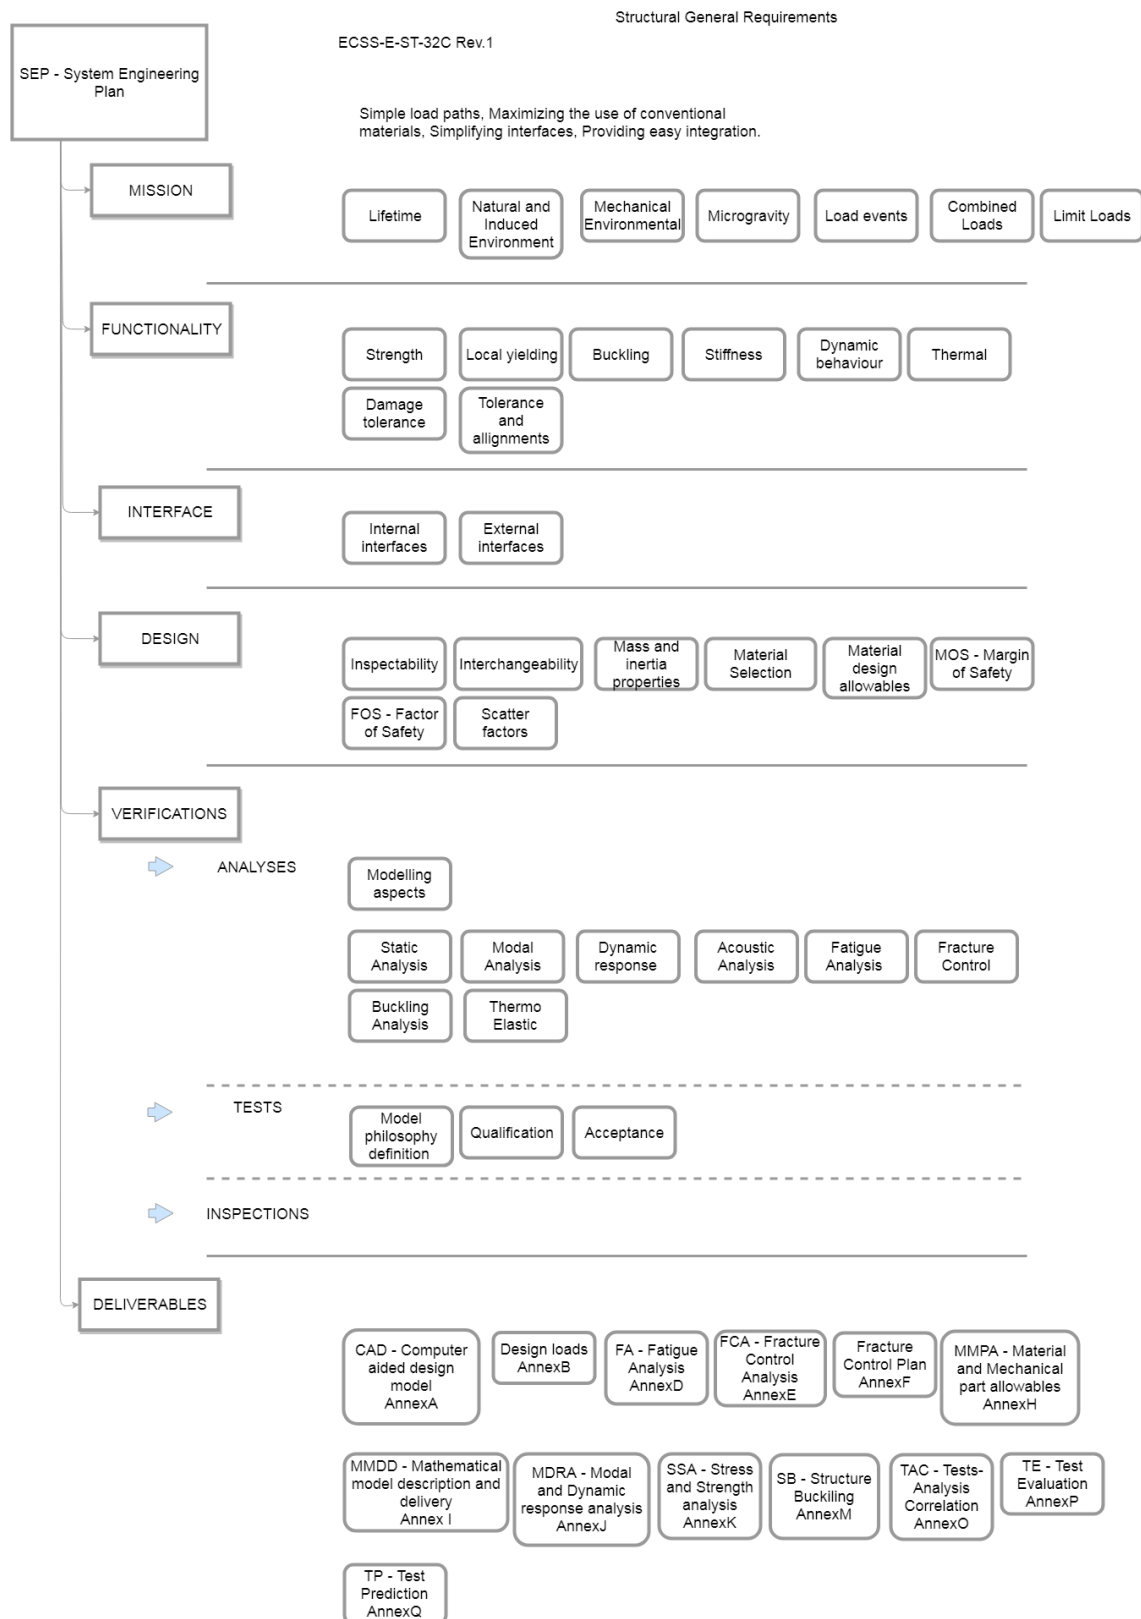 Structural General Requirements
SEP - System Engineering
Plan
ECSS-E-ST-32C Rev.1
Simple load paths, Maximizing the use of conventional
materials, Simplifying interfaces, Providing easy integration.
MISSION
Lifetime
Natural and
Induced
Environment
Mechanical
Environmental
Microgravity
Load events
Combined
Loads
Limit Loads
FUNCTIONALITY
Strength
Local yielding
Buckling
Stiffness
Dynamic
behaviour
Thermal
Damage
tolerance
Tolerance
and
allignments
INTERFACE
Internal
interfaces
External
interfaces
DESIGN
Inspectability
Interchangeability
Mass and
inertia
properties
Material
Selection
Material
design
allowables
MOS - Margin
of Safety
FOS - Factor
of Safety
Scatter
factors
VERIFICATIONS
ANALYSES
Modelling
aspects
Static
Analysis
Modal
Analysis
Dynamic
response
Acoustic
Analysis
Fatigue
Analysis
Fracture
Control
Buckling
Analysis
Thermo
Elastic
TESTS
Model
philosophy
definition
Qualification
Acceptance
INSPECTIONS
DELIVERABLES
CAD - Computer
aided design
model
AnnexA
Design loads
AnnexB
FA - Fatigue
Analysis
AnnexD
FCA - Fracture
Control
Analysis
AnnexE
Fracture
Control Plan
AnnexF
MMPA - Material
and Mechanical
part allowables
AnnexH
MMDD - Mathematical
model description and
delivery
Annex I
MDRA - Modal
and Dynamic
response analysis
AnnexJ
SSA - Stress
and Strength
analysis
AnnexK
SB - Structure
Buckiling
AnnexM
TAC - Tests-
Analysis
Correlation
AnnexO
TE - Test
Evaluation
AnnexP
TP - Test
Prediction
AnnexQ